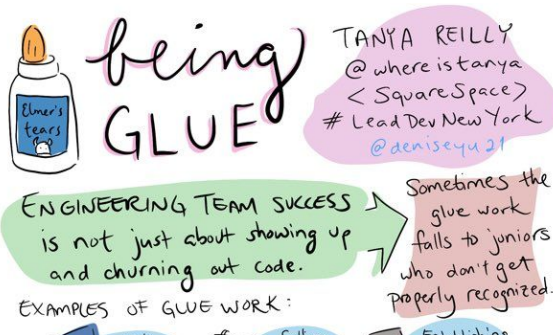 Elmer's
tears
being
GLUE
TANYA REILLY
@whereistanya
<SquareSpace>
# LeadDevNewYork
@deniseyu21
ENGINEERING TEAM SUCCESS
is not just about showing up
and churning out code.
Sometimes the
glue work
falls to juniors
who don't get
properly recognized.
EXAMPLES OF GLUE WORK:
Establishing